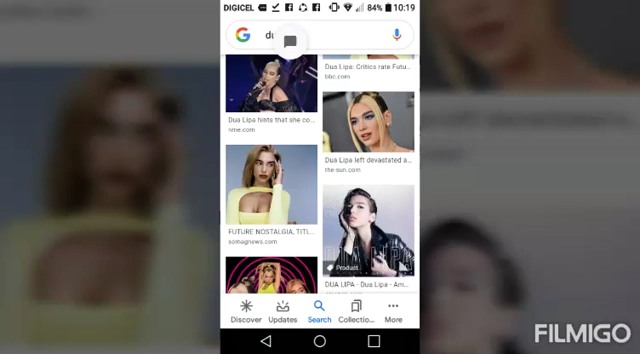 DIGICEL
84% 10:19
du
Dua Lipa: Critics rate Futu...
bbc.com
Dua Lipa hints that she co...
nme.com
Dua Lipa left devastated a...
the-sun.com
FUTURE NOSTALGIA, TITL...
somagnews.com
Product
DUA LIPA - Dua Lipa - Am...
Discover
Updates
Search
Collectio...
More
FILMIGO